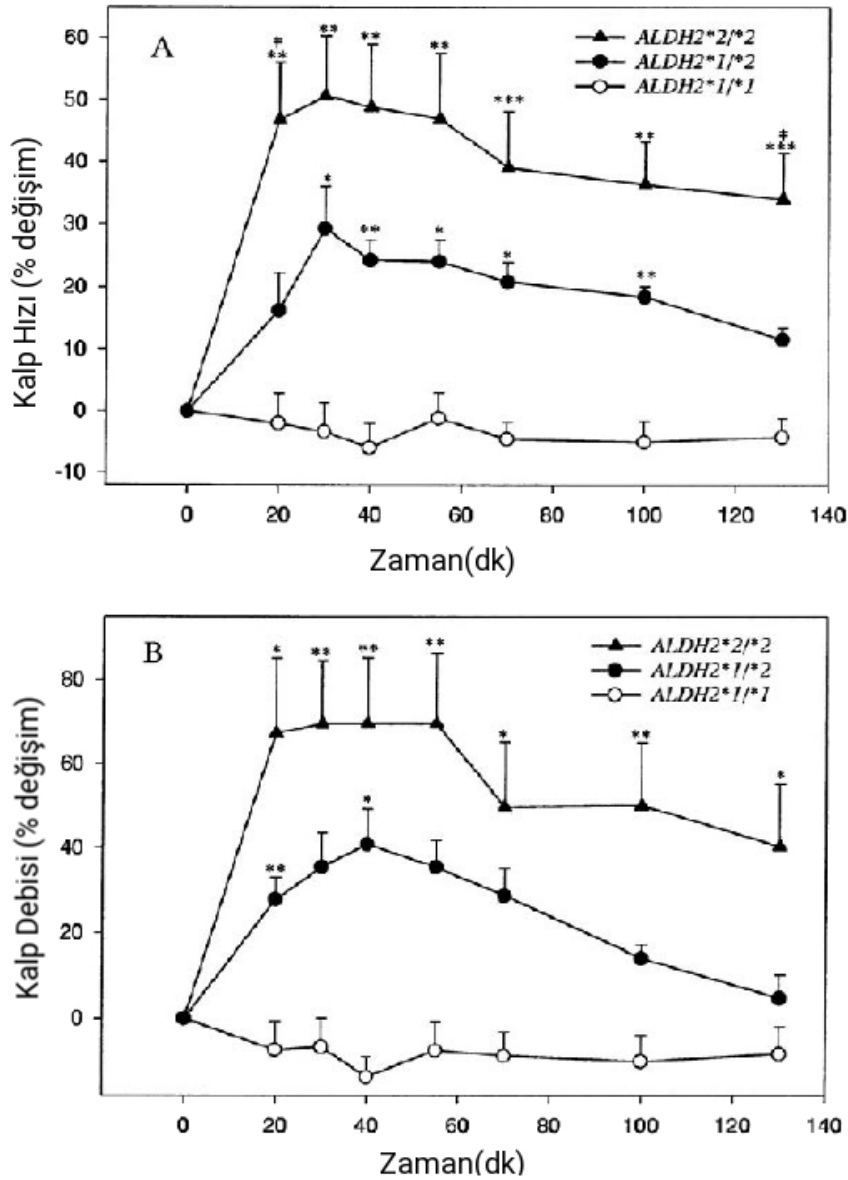 A
ALDH2*2/*2
ALDH2*1/*2
ALDH2*1/*1
Kalp Hızı (% değişim)
60
50
40
30
20
10
0
-10
‡
** ** ** ** *** ** ‡
***
* ** * * **
0 20 40 60 80 100 120 140
Zaman(dk)
B
ALDH2*2/*2
ALDH2*1/*2
ALDH2*1/*1
Kalp Debisi (% değişim)
80
60
40
20
0
* ** ** ** * ** *
** *
0 20 40 60 80 100 120 140
Zaman(dk)